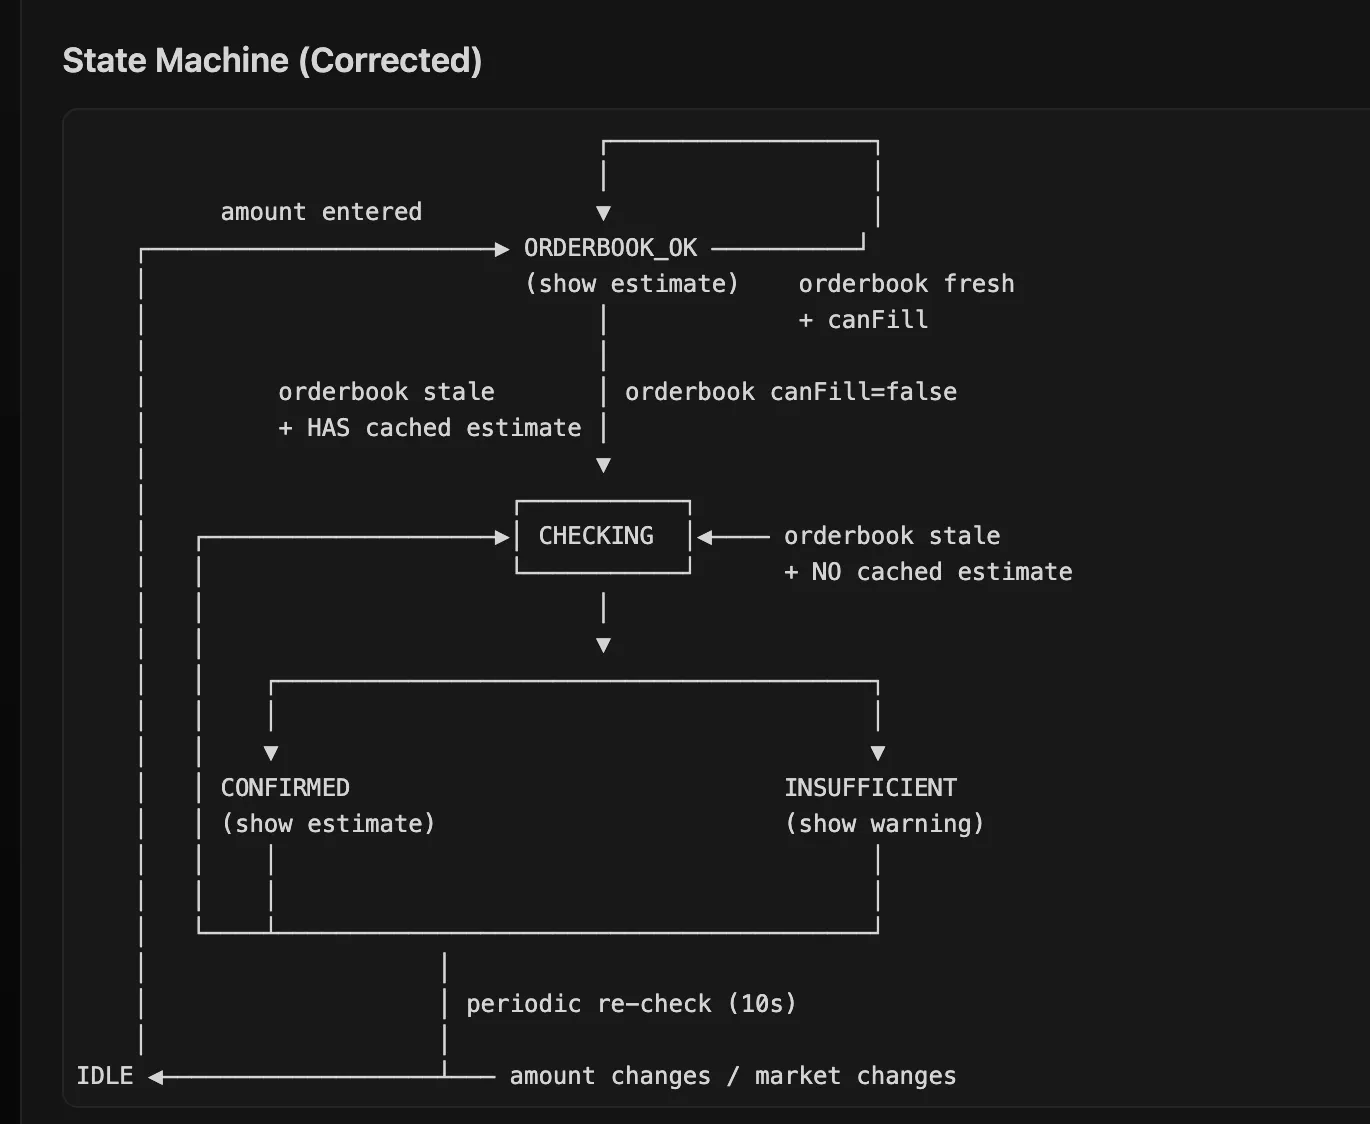 State Machine (Corrected)
amount entered
ORDERBOOK_OK
(show estimate)
orderbook fresh
+ canFill
orderbook stale
+ HAS cached estimate
orderbook canFill=false
CHECKING
orderbook stale
+ NO cached estimate
CONFIRMED
(show estimate)
INSUFFICIENT
(show warning)
periodic re-check (10s)
IDLE
amount changes / market changes